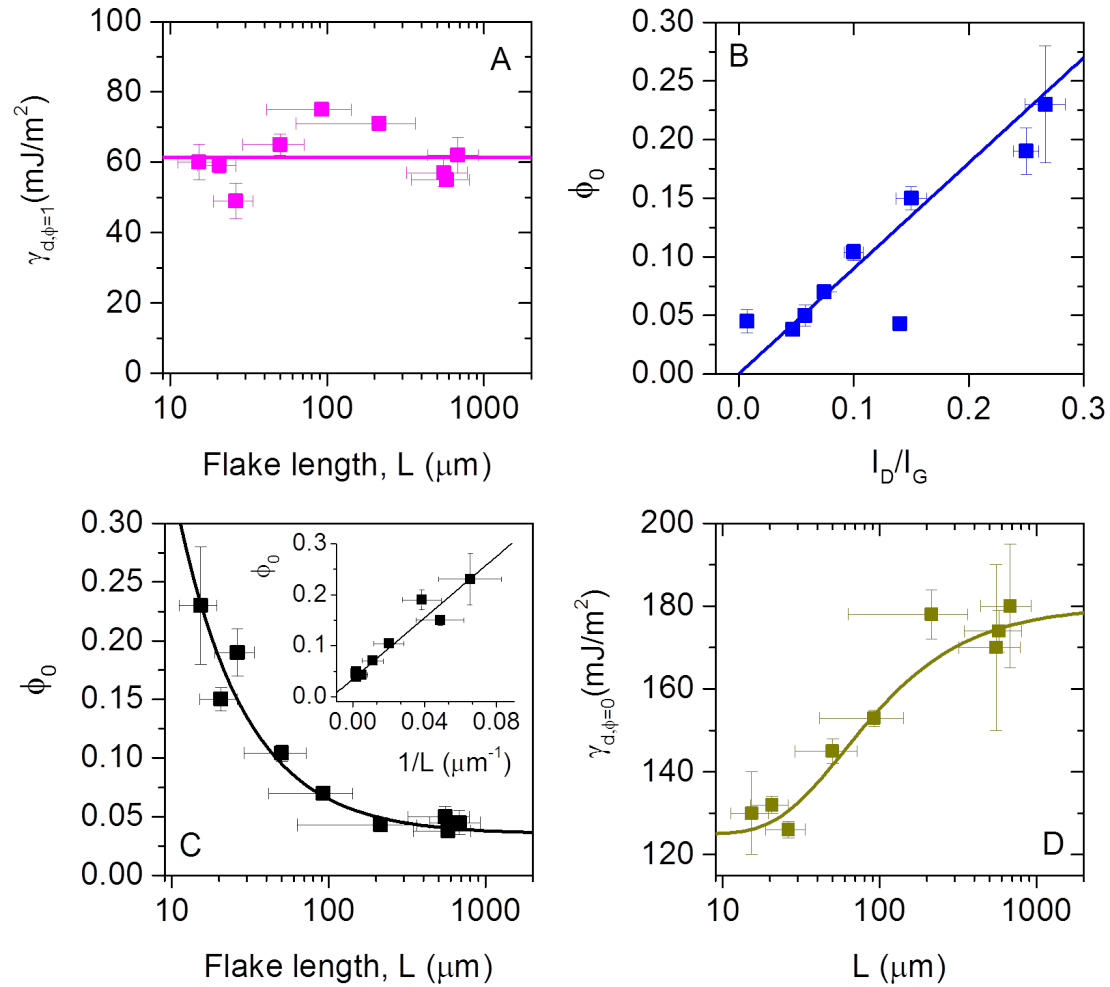 A
γd,ϕ=1(mJ/m²)
100
80
60
40
20
0
10 100 1000
Flake length, L (μm)
B
ϕ0
0.30
0.25
0.20
0.15
0.10
0.05
0.00
0.0 0.1 0.2 0.3
ID/IG
C
ϕ0
0.30
0.25
0.20
0.15
0.10
0.05
0.00
10 100 1000
Flake length, L (μm)
ϕ0
0.3
0.2
0.1
0.0
0.00 0.04 0.08
1/L (μm⁻¹)
D
γd,ϕ=0(mJ/m²)
200
180
160
140
120
10 100 1000
L (μm)